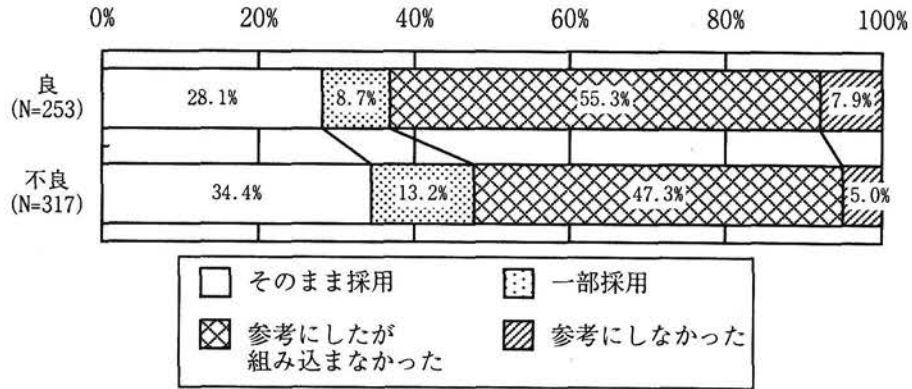 0% 20% 40% 60% 80% 100%
良
(N=253)
28.1% 8.7% 55.3% 7.9%
不良
(N=317)
34.4% 13.2% 47.3% 5.0%
そのまま採用 一部採用
参考にしたが
組み込まなかった
参考にしなかった